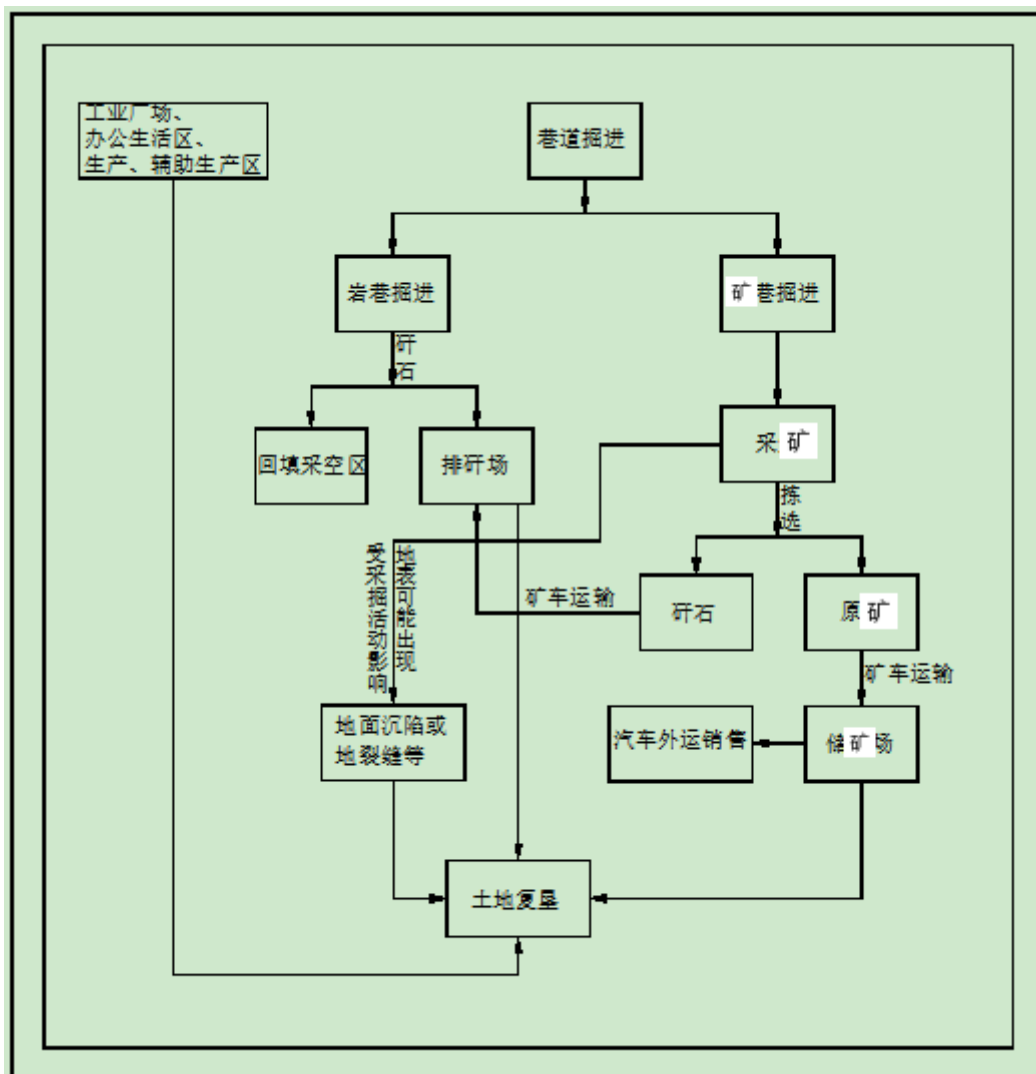 工业厂场、
办公生活区、
生产、辅助生产区
巷道掘进
岩巷掘进
矿巷掘进
矸石
回填采空区
排矸场
采矿
拣选
受采掘活动影响
地表可能出现
矿车运输
矸石
原矿
矿车运输
地面沉陷或
地裂缝等
汽车外运销售
储矿场
土地复垦